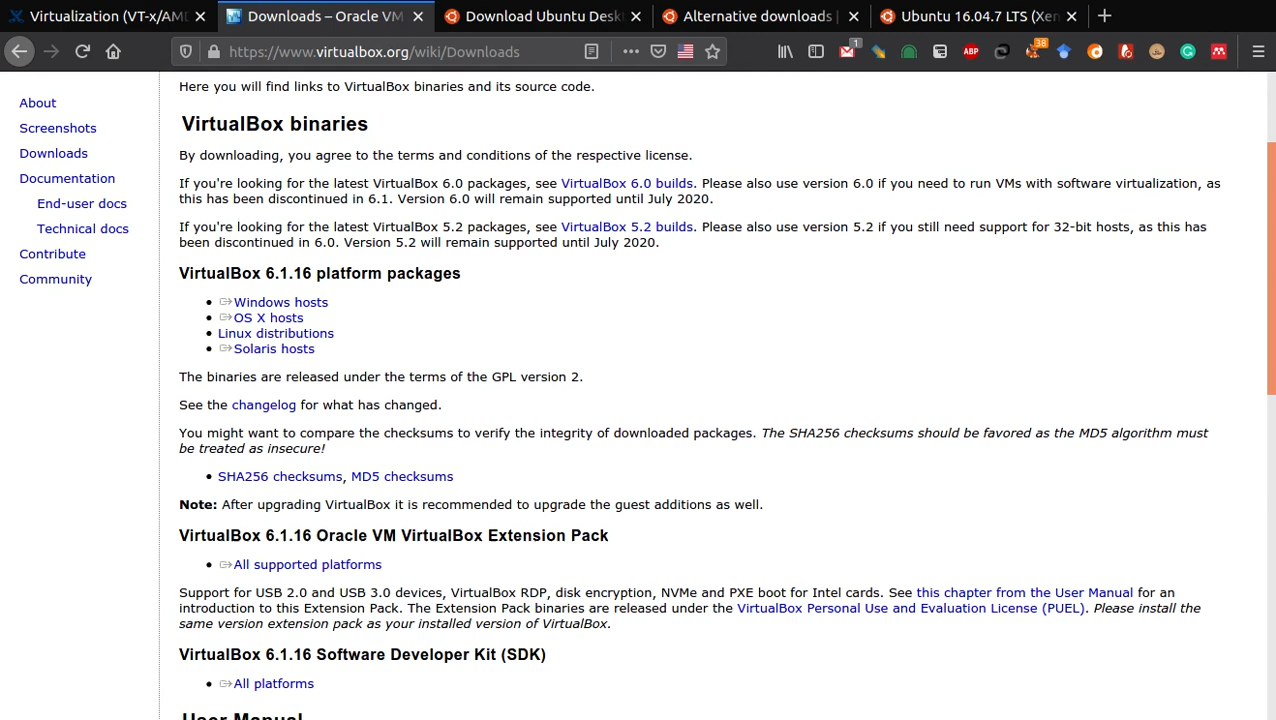 Virtualization (VT-x/AM
Downloads – Oracle VM
Download Ubuntu Desk
Alternative downloads
Ubuntu 16.04.7 LTS (Xen
https://www.virtualbox.org/wiki/Downloads
1
ABP
38
Here you will find links to VirtualBox binaries and its source code.
About
Screenshots
Downloads
Documentation
End-user docs
Technical docs
Contribute
Community
VirtualBox binaries
By downloading, you agree to the terms and conditions of the respective license.
If you're looking for the latest VirtualBox 6.0 packages, see VirtualBox 6.0 builds. Please also use version 6.0 if you need to run VMs with software virtualization, as
this has been discontinued in 6.1. Version 6.0 will remain supported until July 2020.
If you're looking for the latest VirtualBox 5.2 packages, see VirtualBox 5.2 builds. Please also use version 5.2 if you still need support for 32-bit hosts, as this has
been discontinued in 6.0. Version 5.2 will remain supported until July 2020.
VirtualBox 6.1.16 platform packages
• Windows hosts
• OS X hosts
• Linux distributions
• Solaris hosts
The binaries are released under the terms of the GPL version 2.
See the changelog for what has changed.
You might want to compare the checksums to verify the integrity of downloaded packages. The SHA256 checksums should be favored as the MD5 algorithm must
be treated as insecure!
• SHA256 checksums, MD5 checksums
Note: After upgrading VirtualBox it is recommended to upgrade the guest additions as well.
VirtualBox 6.1.16 Oracle VM VirtualBox Extension Pack
• All supported platforms
Support for USB 2.0 and USB 3.0 devices, VirtualBox RDP, disk encryption, NVMe and PXE boot for Intel cards. See this chapter from the User Manual for an
introduction to this Extension Pack. The Extension Pack binaries are released under the VirtualBox Personal Use and Evaluation License (PUEL). Please install the
same version extension pack as your installed version of VirtualBox.
VirtualBox 6.1.16 Software Developer Kit (SDK)
• All platforms
User Manual